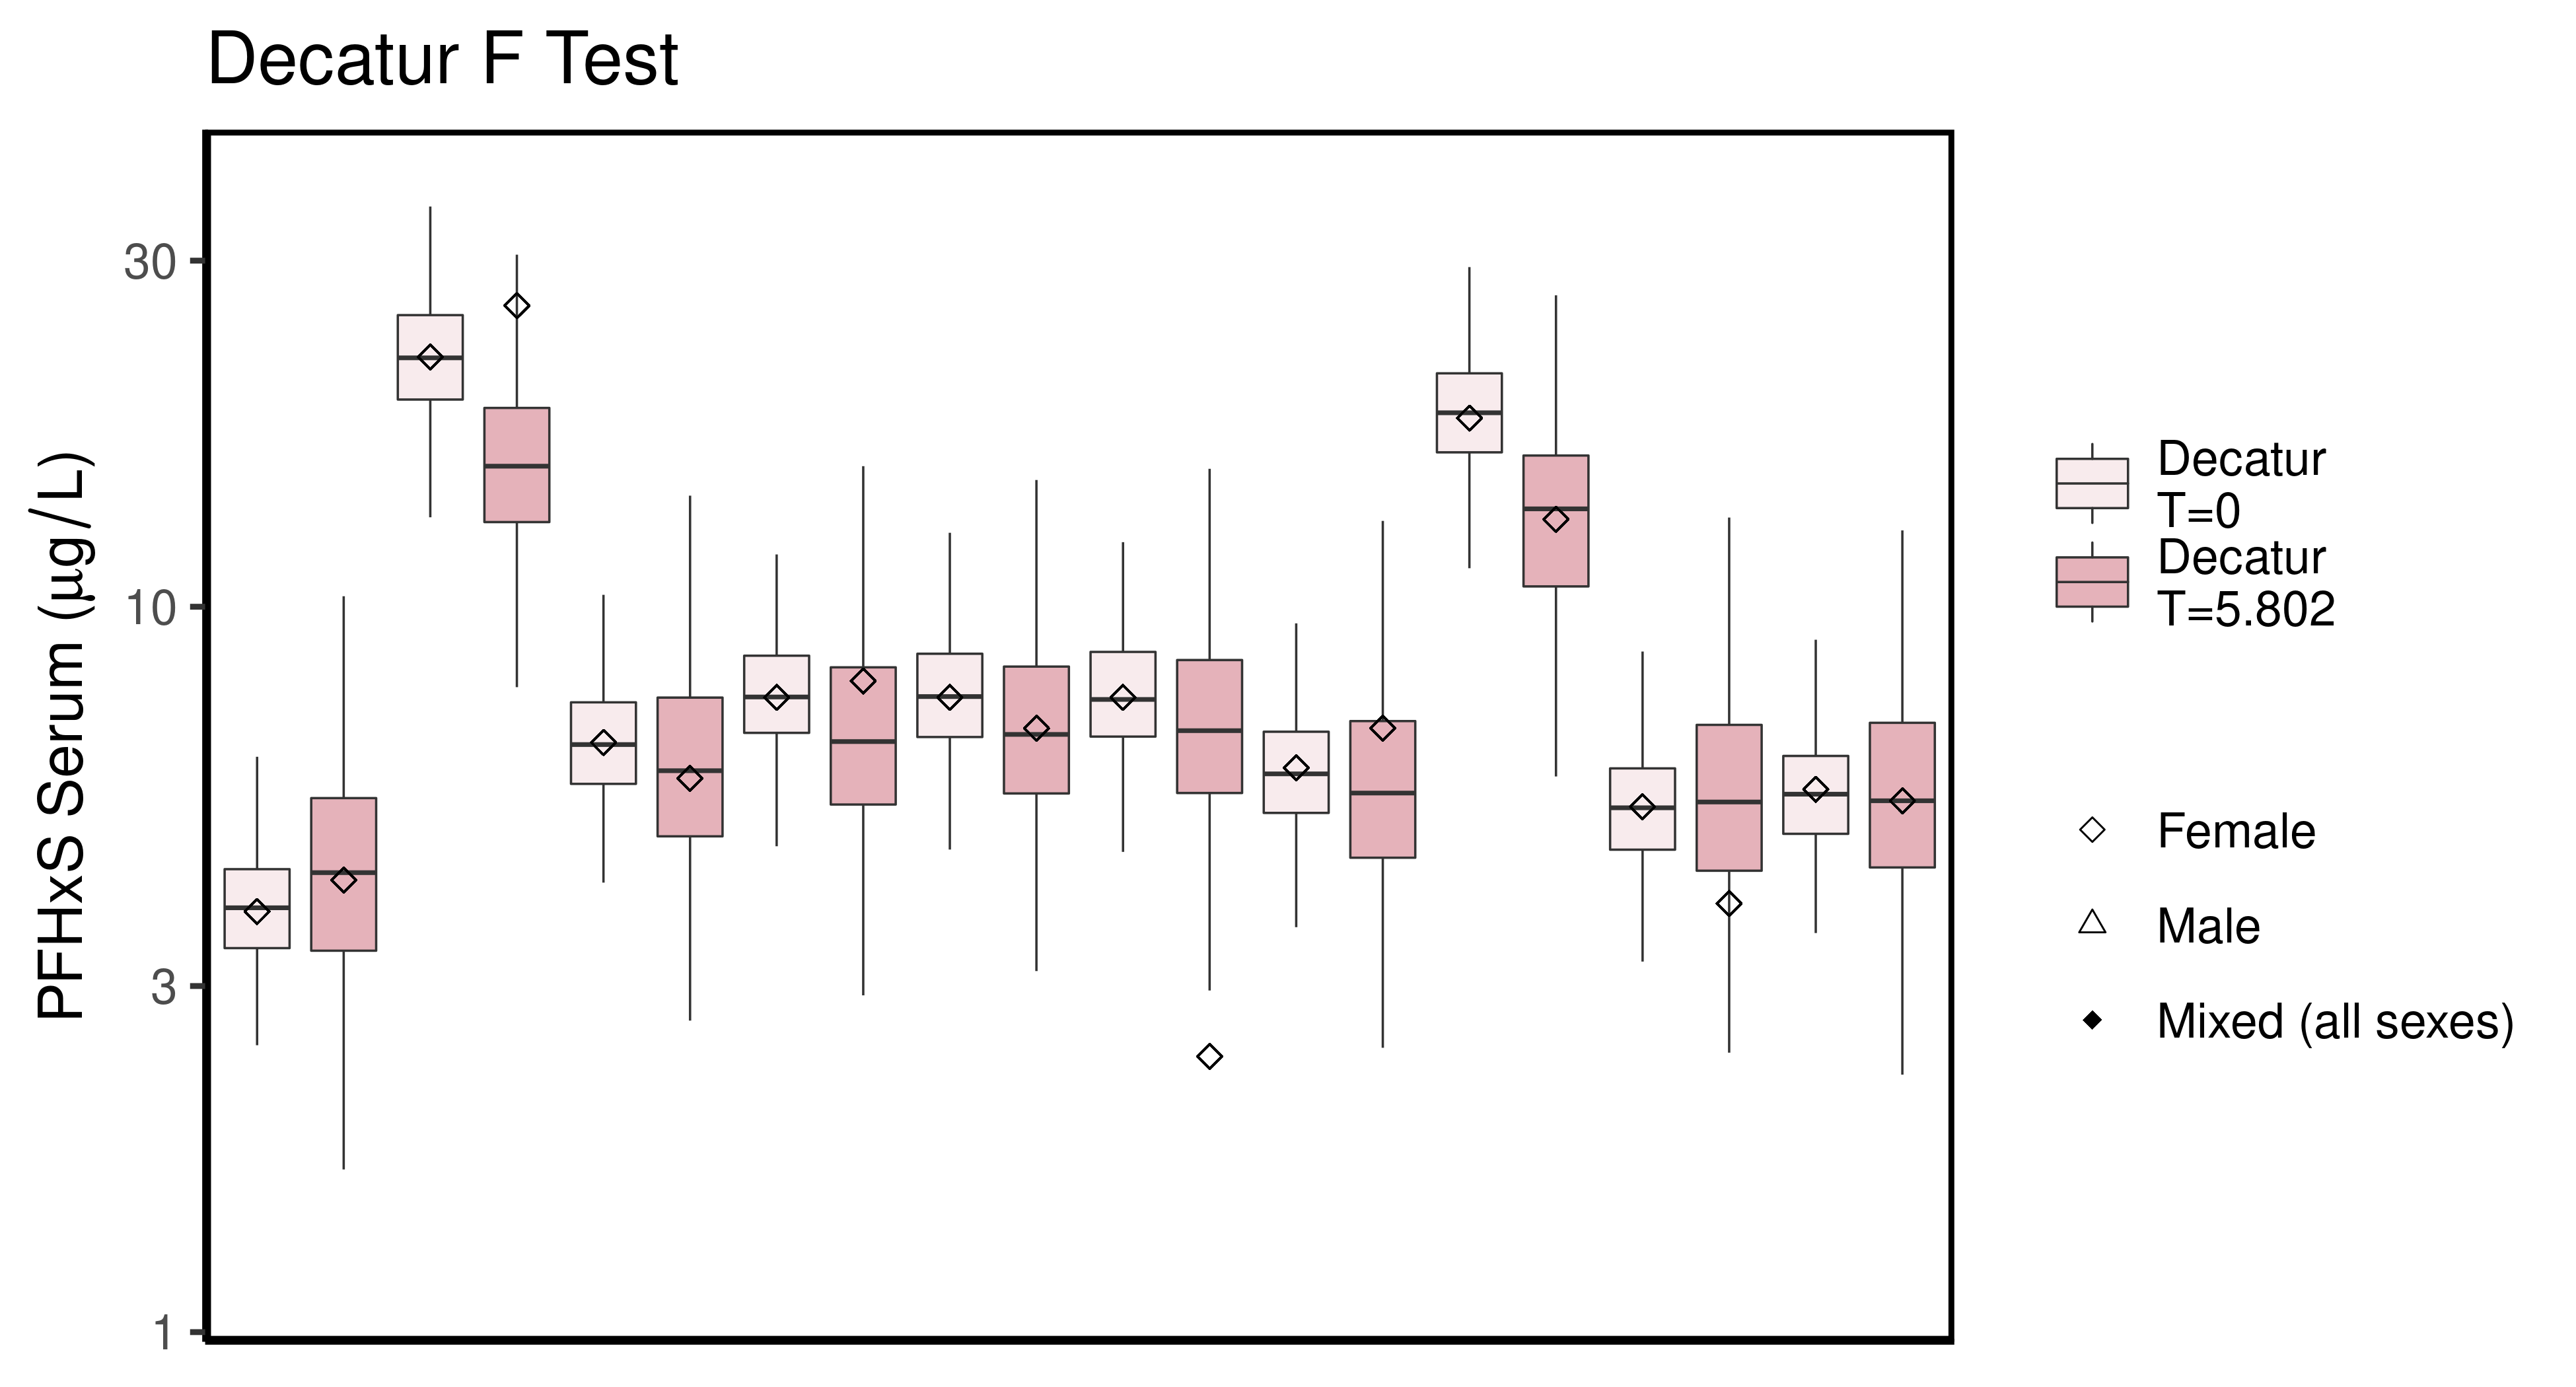 Decatur F Test
PFHxS Serum (μg/L)
30
10
3
1
Decatur
T=0
Decatur
T=5.802
Female
Male
Mixed (all sexes)